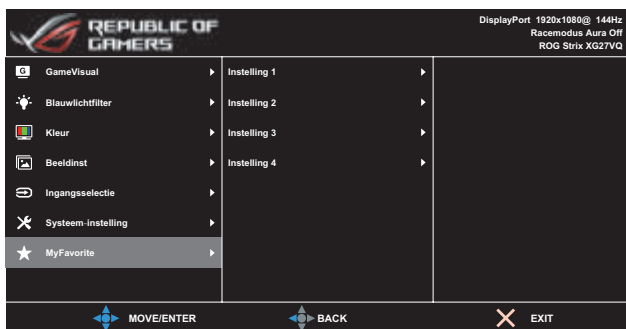 REPUBLIC OF
GAMERS
DisplayPort 1920x1080@ 144Hz
Racemodus Aura Off
ROG Strix XG27VQ
G GameVisual
Blauwlichtfilter
Kleur
Beeldinst
Ingangsselectie
Systeem-instelling
MyFavorite
Instelling 1
Instelling 2
Instelling 3
Instelling 4
MOVE/ENTER
BACK
EXIT